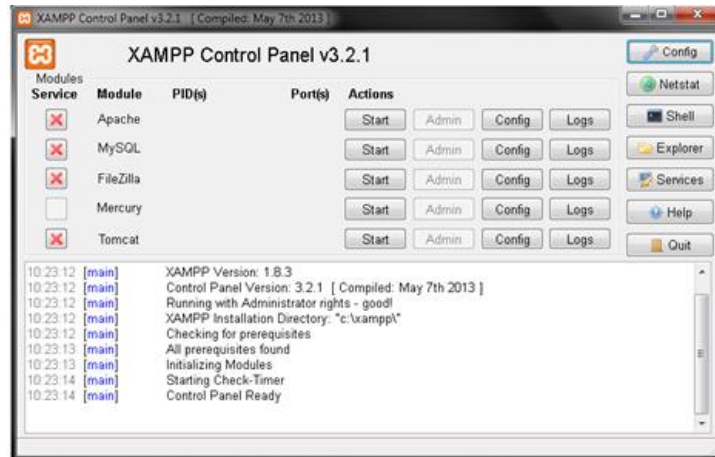 XAMPP Control Panel v3.2.1 [ Compiled: May 7th 2013 ]
XAMPP Control Panel v3.2.1
Config
Modules
Service Module PID(s) Port(s) Actions
Netstat
Apache Start Admin Config Logs
Shell
MySQL Start Admin Config Logs
Explorer
FileZilla Start Admin Config Logs
Services
Mercury Start Admin Config Logs
Help
Tomcat Start Admin Config Logs
Quit
10:23:12 [main] XAMPP Version: 1.8.3
10:23:12 [main] Control Panel Version: 3.2.1 [ Compiled: May 7th 2013 ]
10:23:12 [main] Running with Administrator rights - good!
10:23:12 [main] XAMPP Installation Directory: "c:\xampp\"
10:23:12 [main] Checking for prerequisites
10:23:13 [main] All prerequisites found
10:23:13 [main] Initializing Modules
10:23:14 [main] Starting Check-Timer
10:23:14 [main] Control Panel Ready